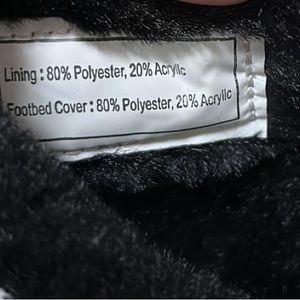 Lining : 80% Polyester, 20% Acrylic
Footbed Cover : 80% Polyester, 20% Acrylic